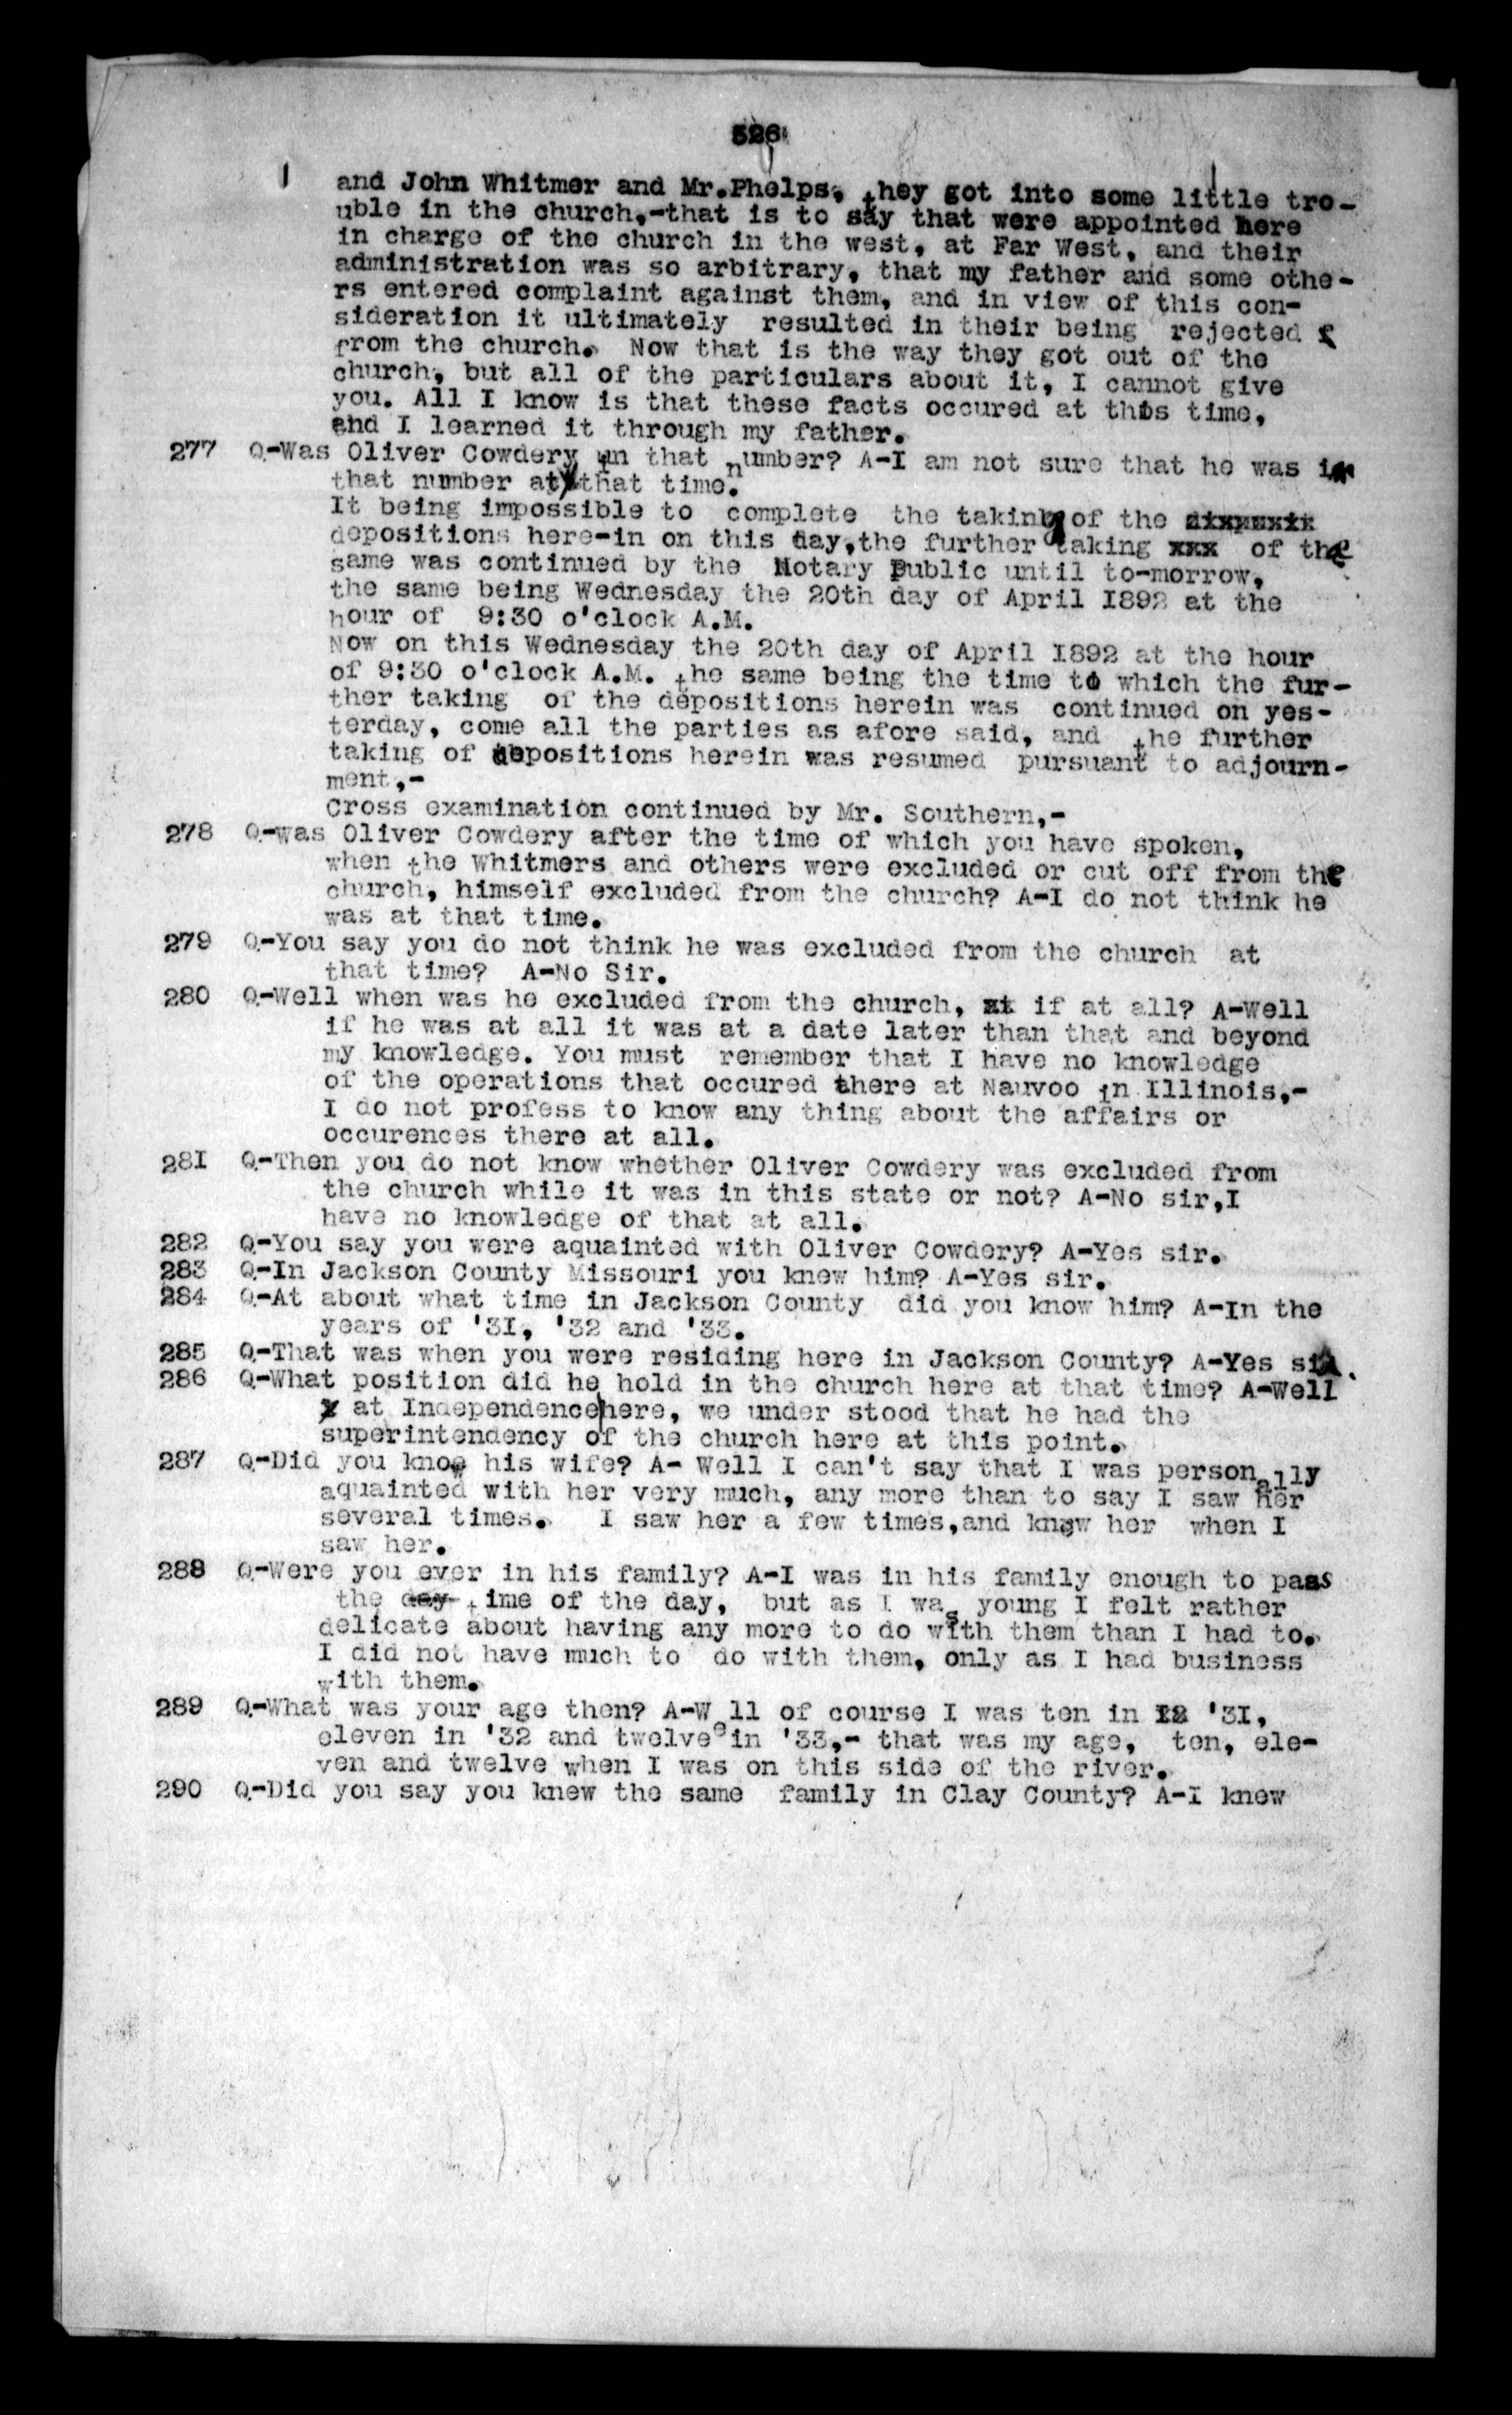 326
and John Whitmer and Mr.Phelps, they got into some little tro-
uble in the church,-that is to say that were appointed here
in charge of the church in the west, at Far West, and their
administration was so arbitrary, that my father and some othe-
rs entered complaint against them, and in view of this con-
sideration it ultimately resulted in their being rejected f
from the church. Now that is the way they got out of the
church, but all of the particulars about it, I cannot give
you. All I know is that these facts occured at this time,
and I learned it through my father.
277 Q-Was Oliver Cowdery in that number? A-I am not sure that he was in
that number at that time.
It being impossible to complete the taking of the
depositions here-in on this day,the further taking xxx of the
same was continued by the Notary Public until to-morrow,
the same being Wednesday the 20th day of April 1892 at the
hour of 9:30 o'clock A.M.
Now on this Wednesday the 20th day of April 1892 at the hour
of 9:30 o'clock A.M. the same being the time to which the fur-
ther taking of the depositions herein was continued on yes-
terday, come all the parties as afore said, and the further
taking of depositions herein was resumed pursuant to adjourn-
ment,-
Cross examination continued by Mr. Southern,-
278 Q-was Oliver Cowdery after the time of which you have spoken,
when the Whitmers and others were excluded or cut off from the
church, himself excluded from the church? A-I do not think he
was at that time.
279 Q-You say you do not think he was excluded from the church at
that time? A-No Sir.
280 Q-Well when was he excluded from the church, at if at all? A-Well
if he was at all it was at a date later than that and beyond
my knowledge. You must remember that I have no knowledge
of the operations that occured there at Nauvoo in Illinois,-
I do not profess to know any thing about the affairs or
occurences there at all.
281 Q-Then you do not know whether Oliver Cowdery was excluded from
the church while it was in this state or not? A-No sir,I
have no knowledge of that at all.
282 Q-You say you were aquainted with Oliver Cowdery? A-Yes sir.
283 Q-In Jackson County Missouri you knew him? A-Yes sir.
284 Q-At about what time in Jackson County did you know him? A-In the
years of '31, '32 and '33.
285 Q-That was when you were residing here in Jackson County? A-Yes sir.
286 Q-What position did he hold in the church here at that time? A-Well
x at Independence here, we under stood that he had the
superintendency of the church here at this point.
287 Q-Did you know his wife? A- Well I can't say that I was personally
aquainted with her very much, any more than to say I saw her
several times. I saw her a few times,and knew her when I
saw her.
288 Q-Were you ever in his family? A-I was in his family enough to pass
the day time of the day, but as I was young I felt rather
delicate about having any more to do with them than I had to.
I did not have much to do with them, only as I had business
with them.
289 Q-What was your age then? A-Well of course I was ten in 18 '31,
eleven in '32 and twelve in '33,- that was my age, ten, ele-
ven and twelve when I was on this side of the river.
290 Q-Did you say you knew the same family in Clay County? A-I knew